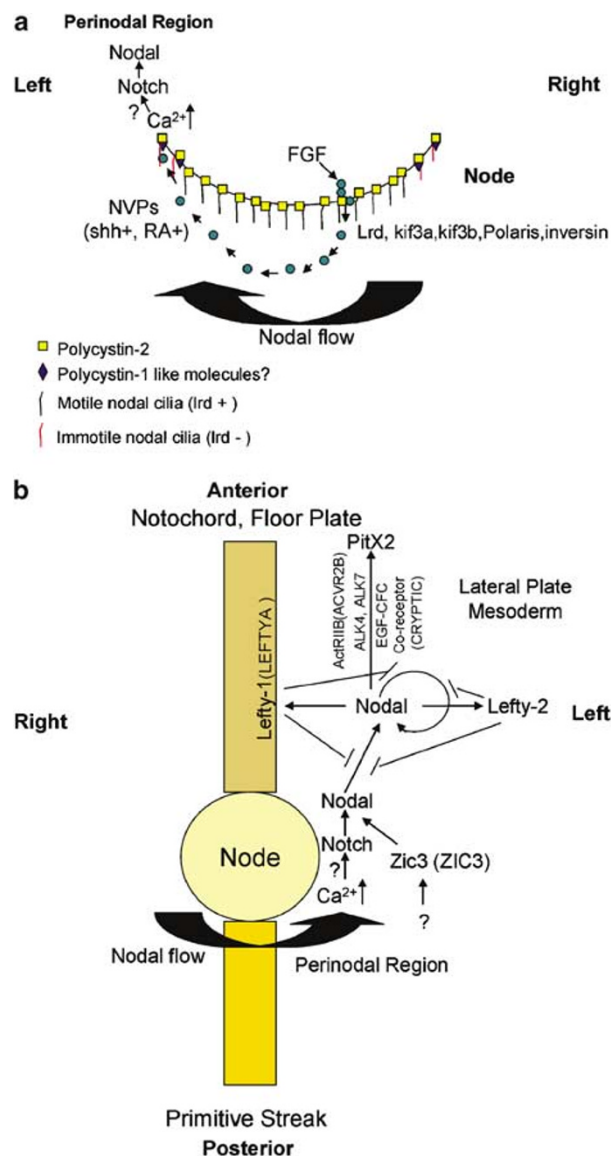 a
Perinodal Region
Nodal
Left
Right
Notch
?
Ca²⁺
FGF
Node
NVPs
(shh+, RA+)
Lrd, kif3a,kif3b,Polaris,inversin
Nodal flow
Polycystin-2
Polycystin-1 like molecules?
Motile nodal cilia (lrd + )
Immotile nodal cilia (lrd - )
b
Anterior
Notochord, Floor Plate
PitX2
ActRIIB(ACVR2B)
ALK4, ALK7
EGF-CFC
Co-receptor
(CRYPTIC)
Lateral Plate
Mesoderm
Lefty-1(LEFTYA)
Right
Nodal
Lefty-2
Left
Nodal
Node
Notch
?
Zic3 (ZIC3)
Ca²⁺
?
Nodal flow
Perinodal Region
Primitive Streak
Posterior